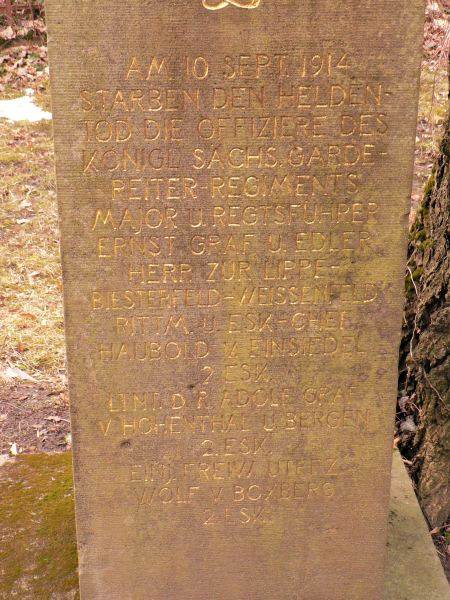 AM 10 SEPT. 1914
STARBEN DEN HELDEN-
TOD DIE OFFIZIERE DES
KÖNIGL. SÄCHS. GARDE-
REITER-REGIMENTS
MAJOR U. REGTSFÜHRER
ERNST GRAF U. EDLER
HERR ZUR LIPPE-
BIESTERFELD-WEISSENFELD
RITTM. U. ESK-CHEF
HAUBOLD V. EINSIEDEL
2. ESK.
LTNT. D. R. ADOLF GRAF
V. HOHENTHAL U. BERGEN
2. ESK.
EINJ. FREIW. UTFFZ.
WOLF V. BOXBERG
2. ESK.